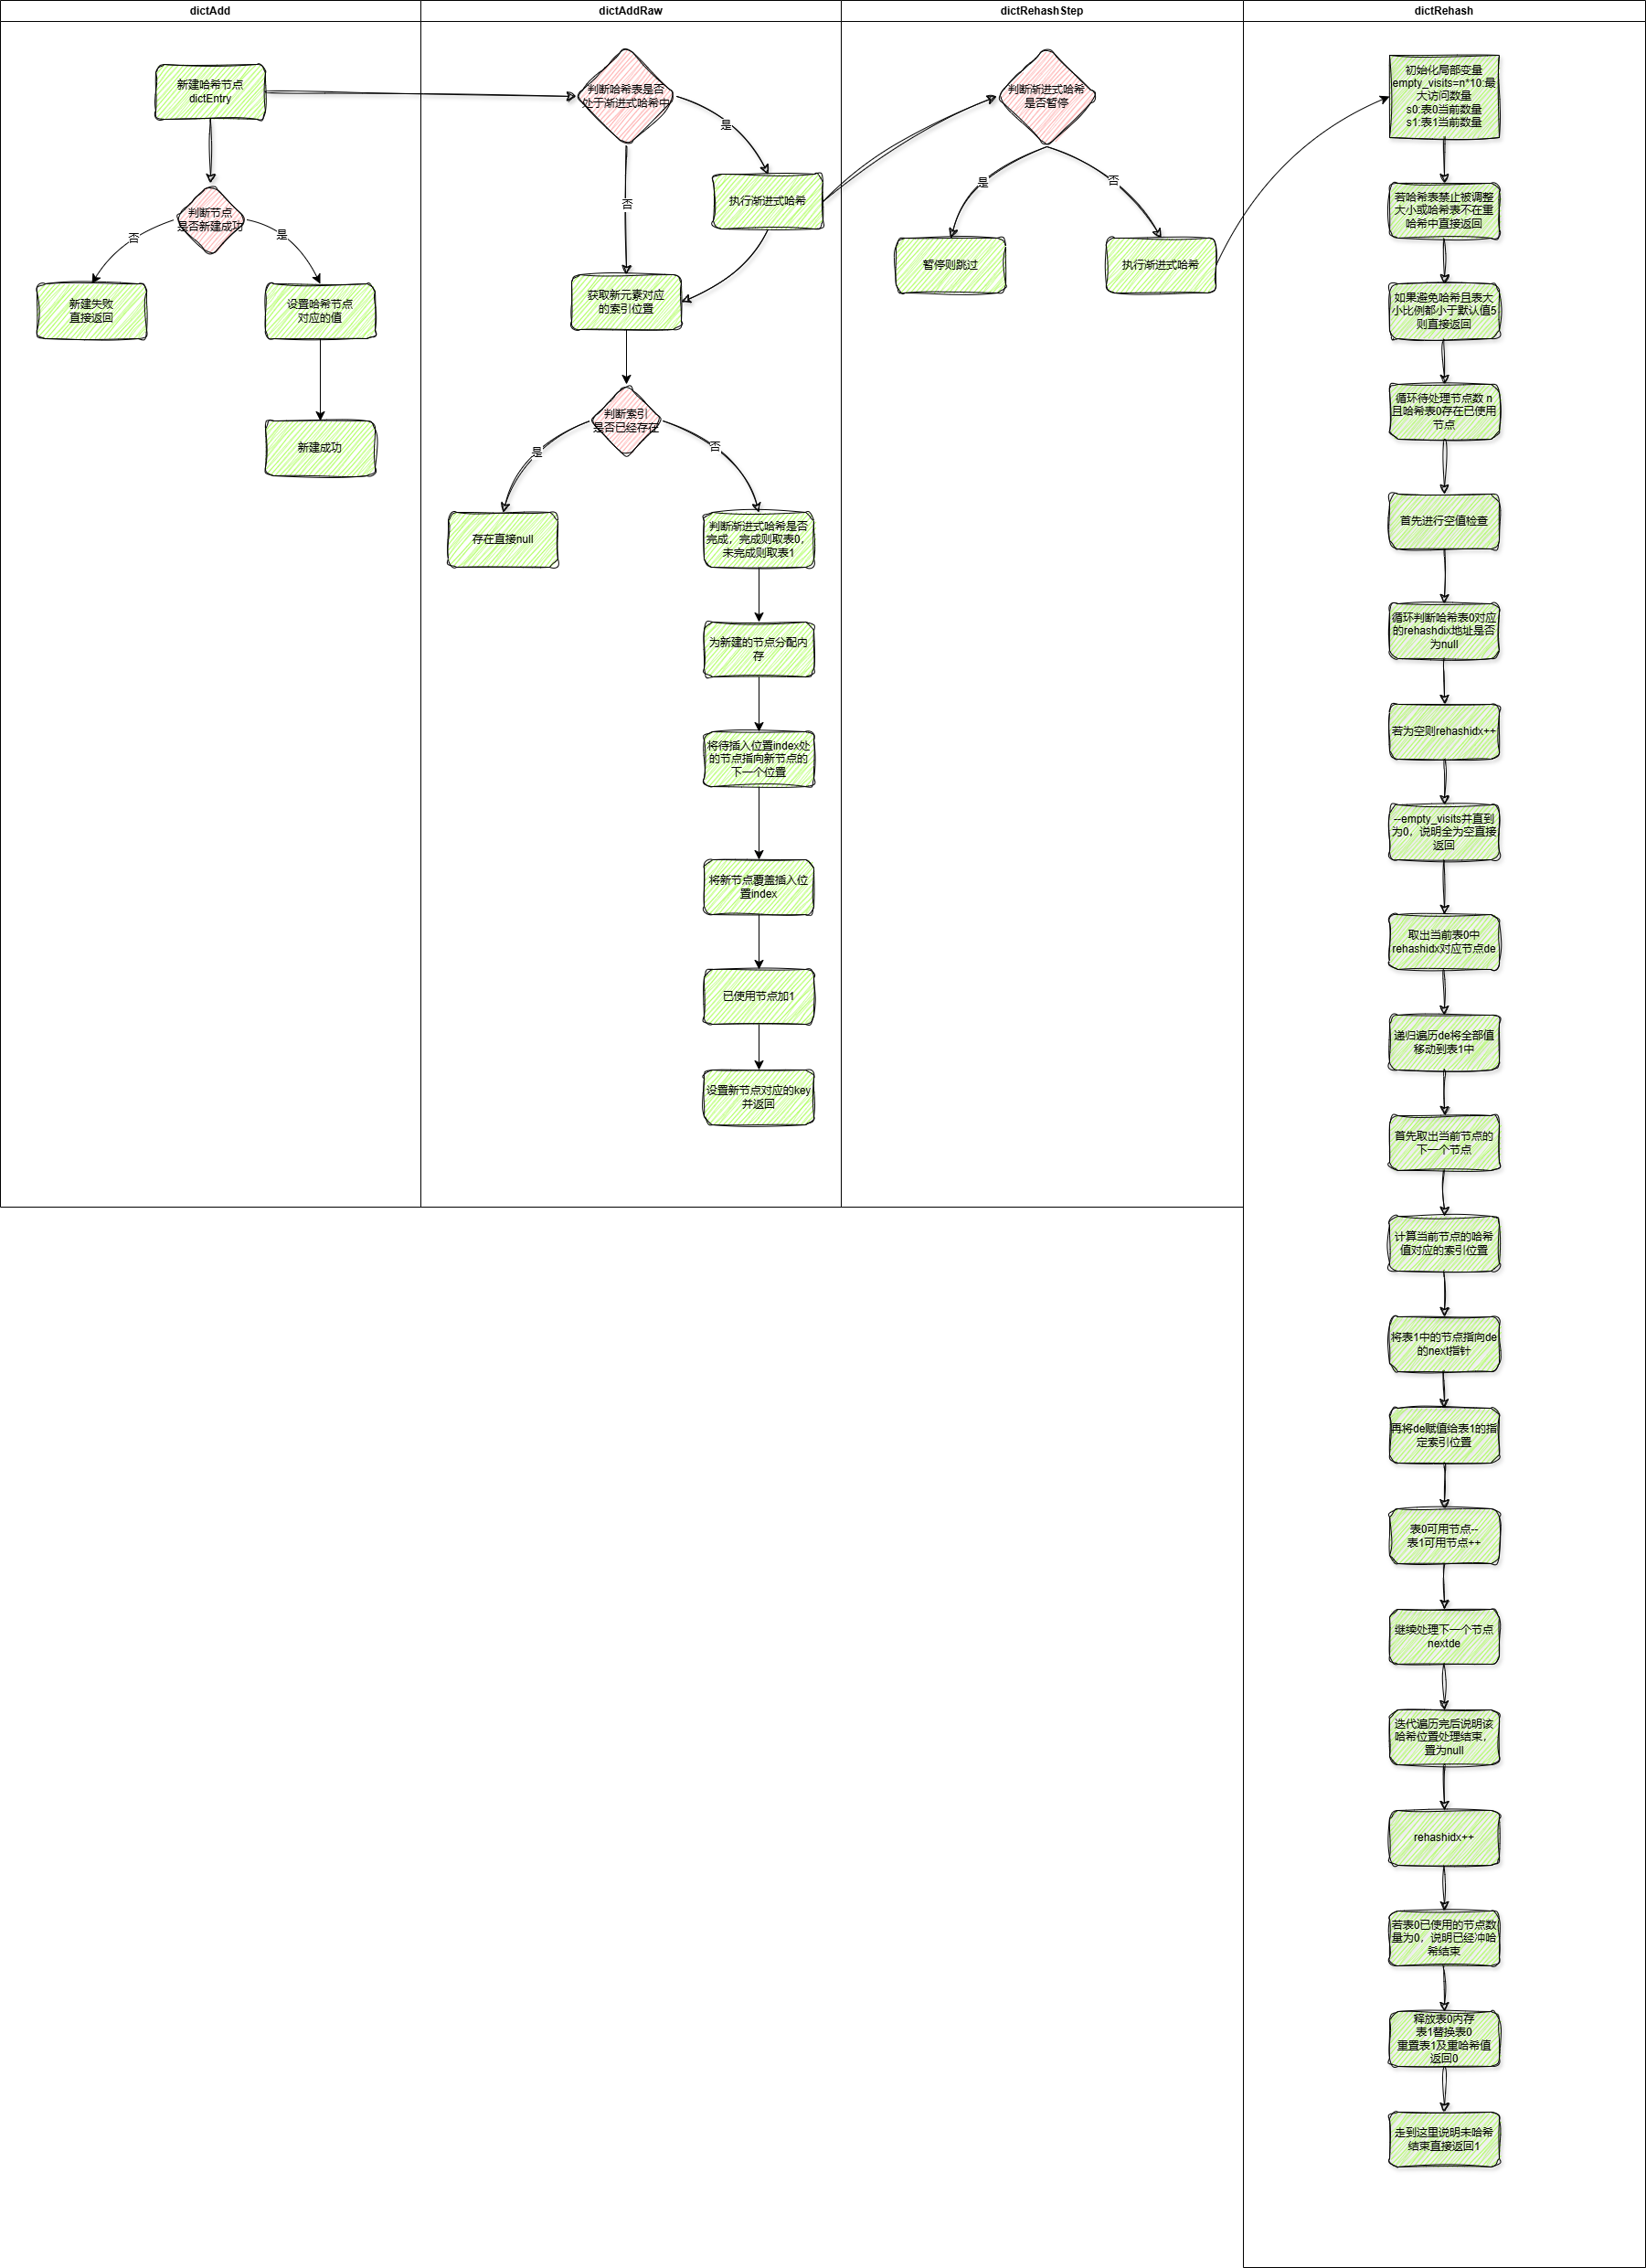 dictAdd
新建哈希节点
dictEntry
判断节点
是否新建成功
否
是
新建失败
直接返回
设置哈希节点
对应的值
新建成功
dictAddRaw
判断哈希表是否
处于渐进式哈希中
是
否
执行渐进式哈希
获取新元素对应
的索引位置
判断索引
是否已经存在
是
否
存在直接null
判断渐进式哈希是否
完成，完成则取表0，
未完成则取表1
为新建的节点分配内
存
将待插入位置index处
的节点指向新节点的
下一个位置
将新节点覆盖插入位
置index
已使用节点加1
设置新节点对应的key
并返回
dictRehashStep
判断渐进式哈希
是否暂停
是
否
暂停则跳过
执行渐进式哈希
dictRehash
初始化局部变量
empty_visits=n*10:最
大访问数量
s0:表0当前数量
s1:表1当前数量
若哈希表禁止被调整
大小或哈希表不在重
哈希中直接返回
如果避免哈希且表大
小比例都小于默认值5
则直接返回
循环待处理节点数 n
且哈希表0存在已使用
节点
首先进行空值检查
循环判断哈希表0对应
的rehashdix地址是否
为null
若为空则rehashidx++
--empty_visits并直到
为0，说明全为空直接
返回
取出当前表0中
rehashidx对应节点de
递归遍历de将全部值
移动到表1中
首先取出当前节点的
下一个节点
计算当前节点的哈希
值对应的索引位置
将表1中的节点指向de
的next指针
再将de赋值给表1的指
定索引位置
表0可用节点--
表1可用节点++
继续处理下一个节点
nextde
迭代遍历完后说明该
哈希位置处理结束，
置为null
rehashidx++
若表0已使用的节点数
量为0，说明已经冲哈
希结束
释放表0内存
表1替换表0
重置表1及重哈希值
返回0
走到这里说明未哈希
结束直接返回1